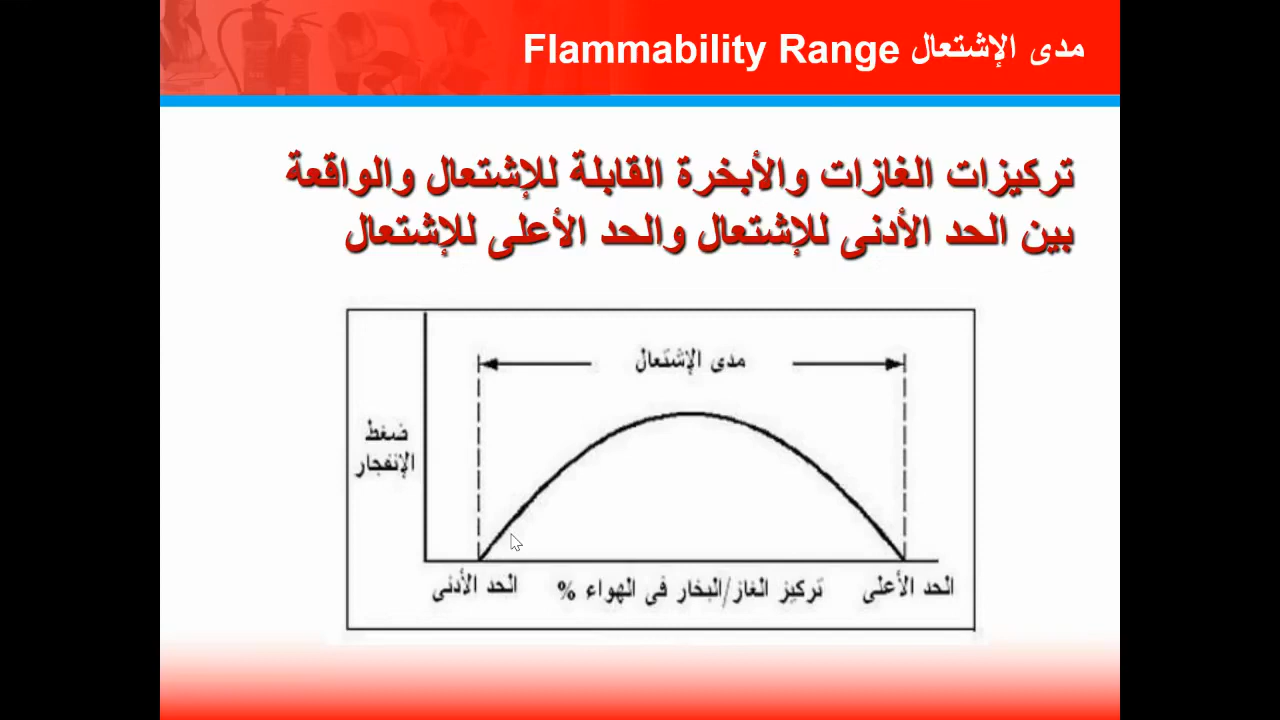 مدى الإشتعال Flammability Range
تركيزات الغازات والأبخرة القابلة للإشتعال والواقعة
بين الحد الأدنى للإشتعال والحد الأعلى للإشتعال
مدى الإشتعال
ضغط
الإنفجار
الحد الأعلى
تركيز الغاز/البخار فى الهواء %
الحد الأدنى